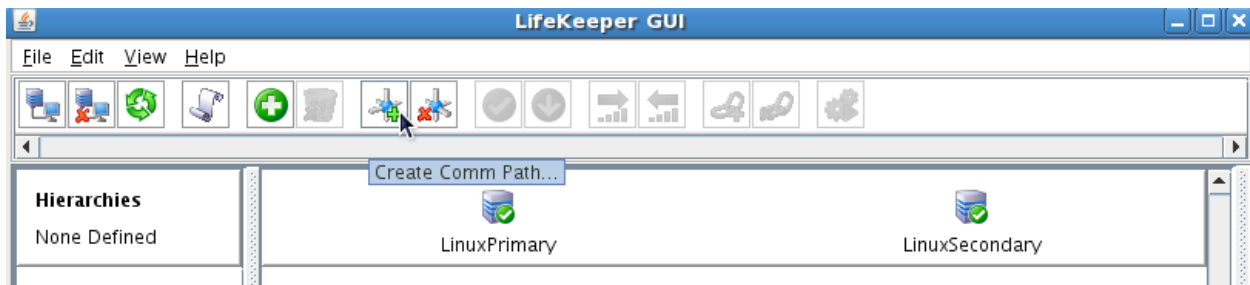 LifeKeeper GUI
File Edit View Help
Create Comm Path...
Hierarchies
None Defined
LinuxPrimary
LinuxSecondary